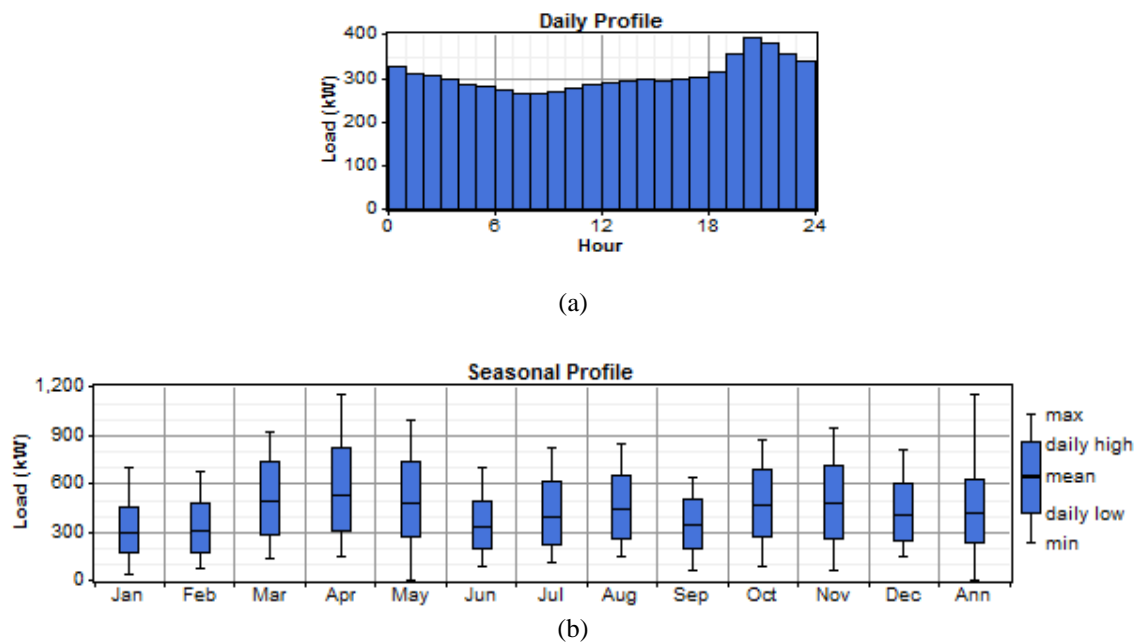 Daily Profile
400
300
200
100
0
Load (kW)
0 6 12 18 24
Hour
(a)
Seasonal Profile
1,200
900
600
300
0
Load (kW)
Jan Feb Mar Apr May Jun Jul Aug Sep Oct Nov Dec Ann
max
daily high
mean
daily low
min
(b)